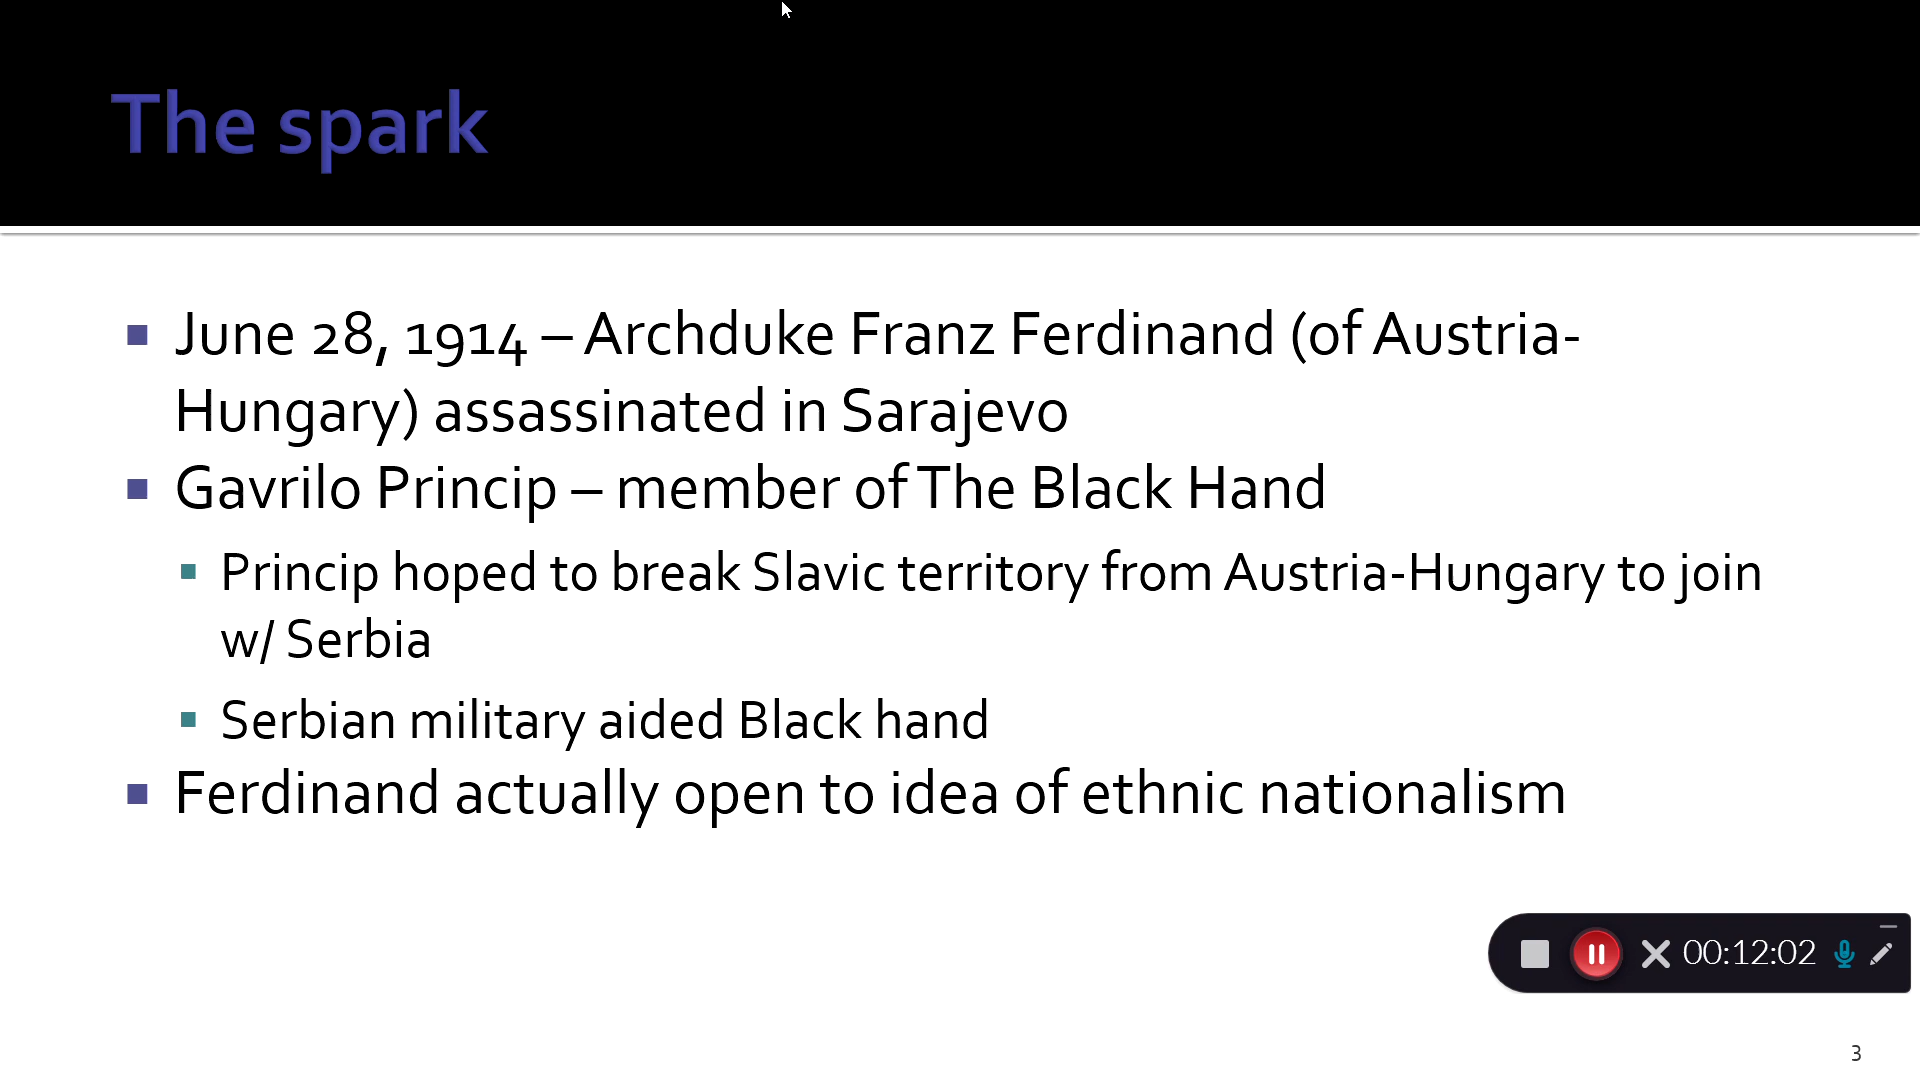 The spark
June 28, 1914 – Archduke Franz Ferdinand (of Austria-
Hungary) assassinated in Sarajevo
Gavrilo Princip – member of The Black Hand
Princip hoped to break Slavic territory from Austria-Hungary to join
w/ Serbia
Serbian military aided Black hand
Ferdinand actually open to idea of ethnic nationalism
00:12:02
3